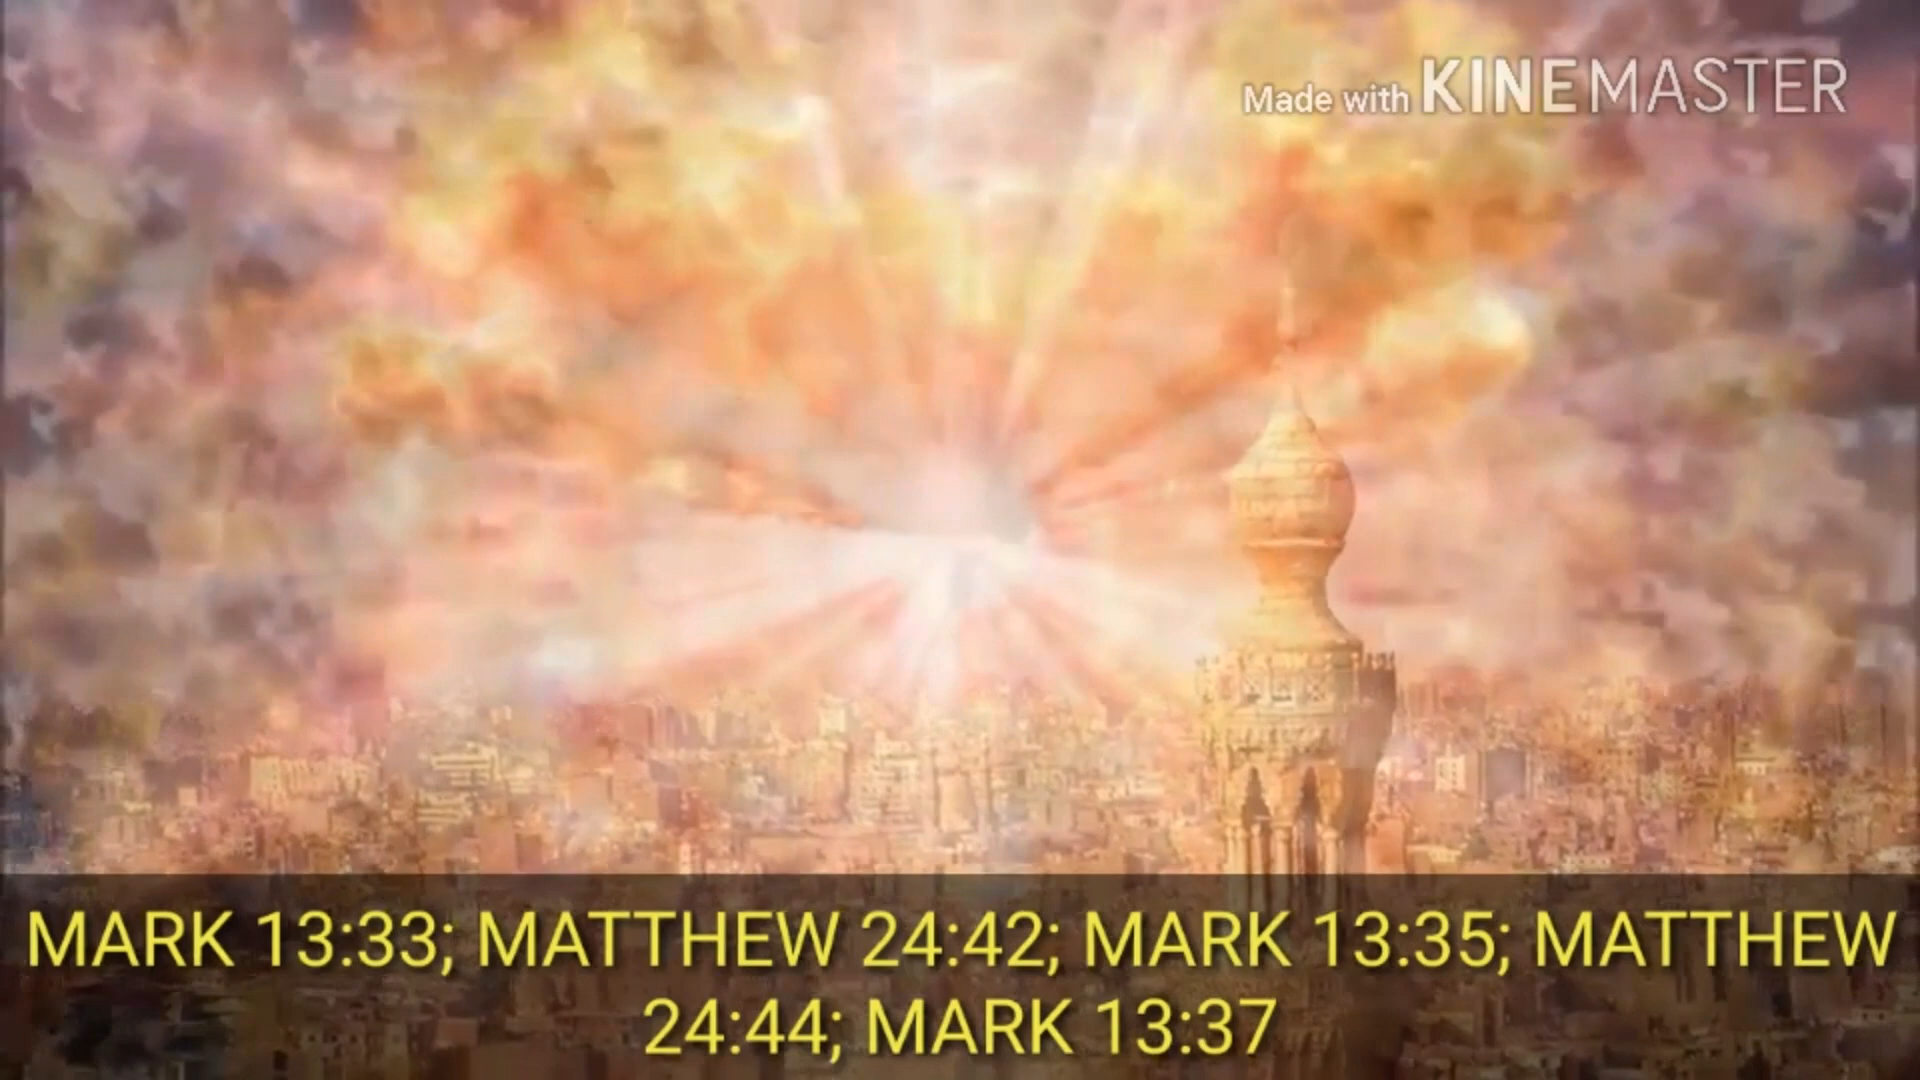 Made with KINEMASTER
MARK 13:33; MATTHEW 24:42; MARK 13:35; MATTHEW
24:44; MARK 13:37